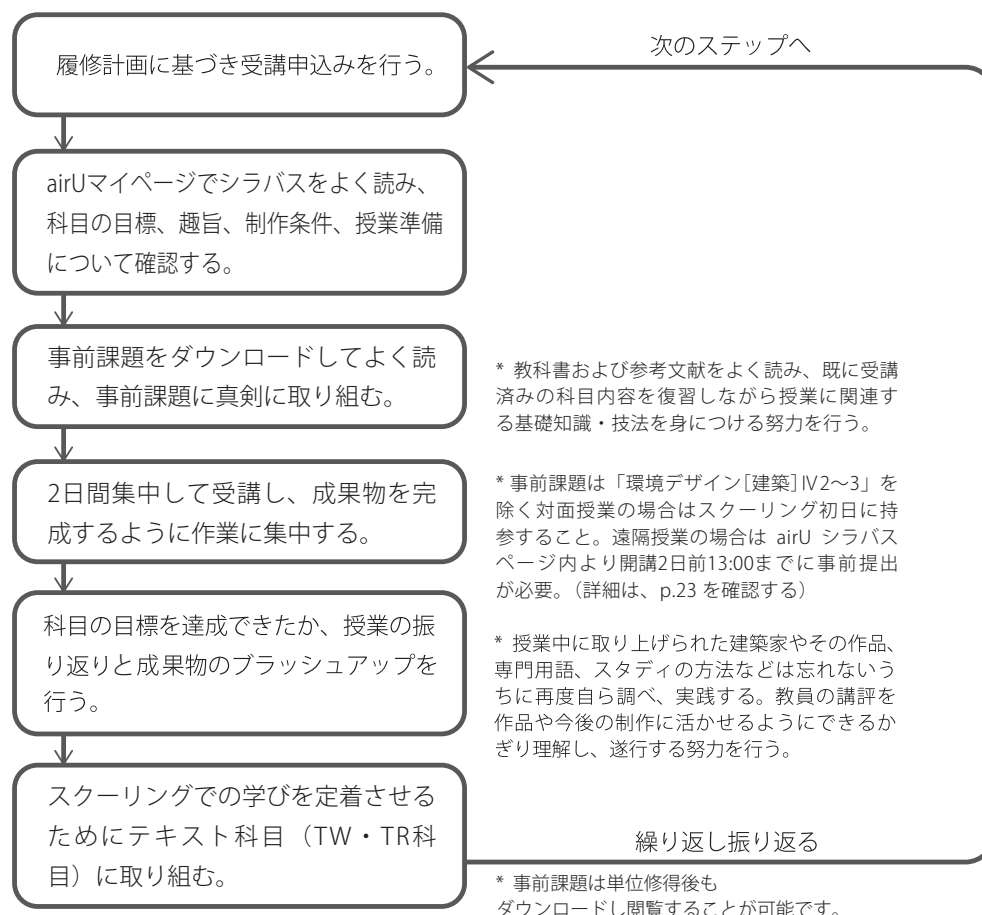 履修計画に基づき受講申込みを行う。
次のステップへ
airUマイページでシラバスをよく読み、
科目の目標、趣旨、制作条件、授業準備
について確認する。
事前課題をダウンロードしてよく読
み、事前課題に真剣に取り組む。
* 教科書および参考文献をよく読み、既に受講
済みの科目内容を復習しながら授業に関連す
る基礎知識・技法を身につける努力を行う。
2日間集中して受講し、成果物を完
成するように作業に集中する。
* 事前課題は「環境デザイン[建築]Ⅳ2〜3」を
除く対面授業の場合はスクーリング初日に持
参すること。遠隔授業の場合は airU シラバス
ページ内より開講2日前13:00までに事前提出
が必要。（詳細は、p.23 を確認する）
科目の目標を達成できたか、授業の振
り返りと成果物のブラッシュアップを
行う。
* 授業中に取り上げられた建築家やその作品、
専門用語、スタディの方法などは忘れないう
ちに再度自ら調べ、実践する。教員の講評を
作品や今後の制作に活かせるようにできるか
ぎり理解し、遂行する努力を行う。
スクーリングでの学びを定着させる
ためにテキスト科目（TW・TR科
目）に取り組む。
繰り返し振り返る
* 事前課題は単位修得後も
ダウンロードし閲覧することが可能です。